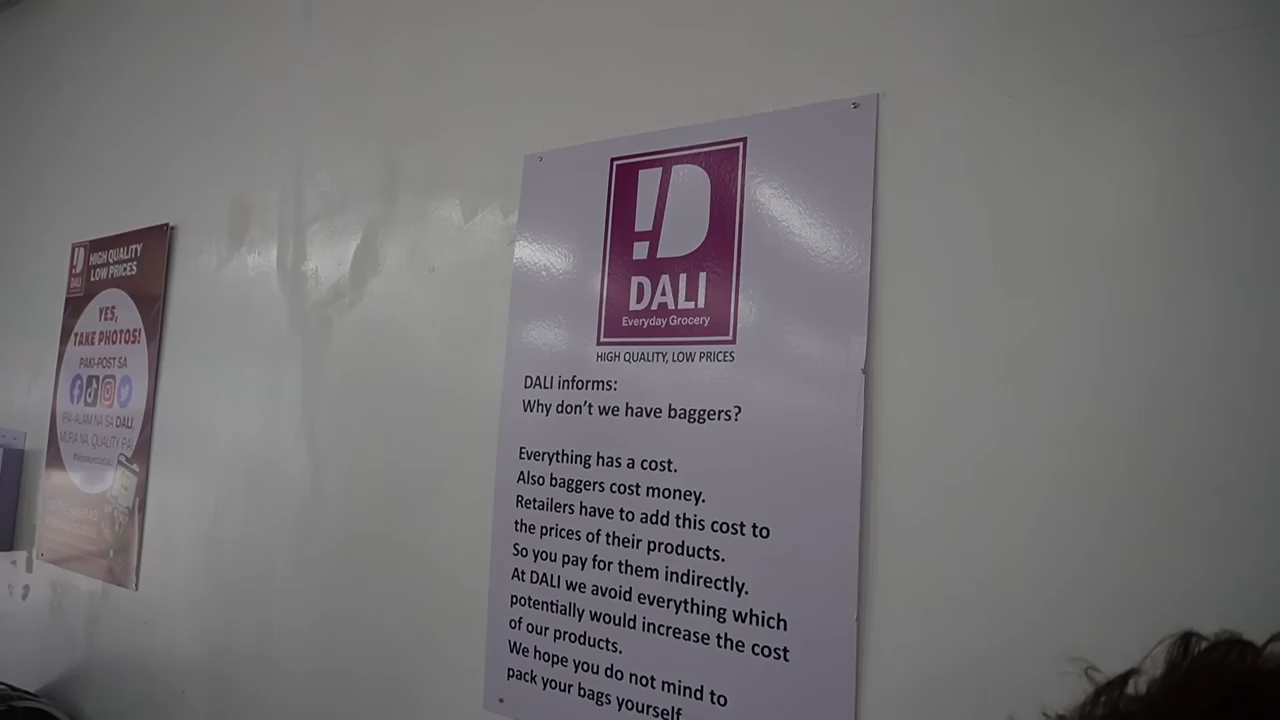 HIGH QUALITY
LOW PRICES
DALI
YES,
TAKE PHOTOS!
PAKI-POST SA
IPA-ALAM NA SA DALI,
MURA NA, QUALITY PA!
DALI
Everyday Grocery
HIGH QUALITY, LOW PRICES
DALI informs:
Why don't we have baggers?
Everything has a cost.
Also baggers cost money.
Retailers have to add this cost to
the prices of their products.
So you pay for them indirectly.
At DALI we avoid everything which
potentially would increase the cost
of our products.
We hope you do not mind to
pack your bags yourself